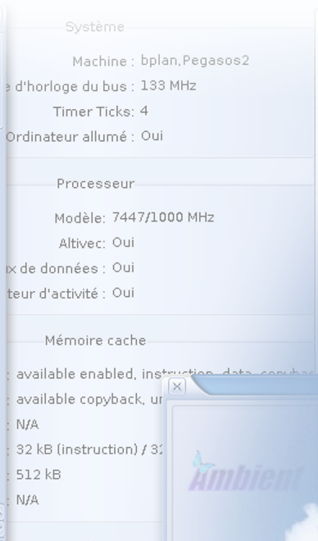 Système
Machine : bplan,Pegasos2
d'horloge du bus : 133 MHz
Timer Ticks: 4
Ordinateur allumé : Oui
Processeur
Modèle: 7447/1000 MHz
Altivec: Oui
de données : Oui
d'activité : Oui
Mémoire cache
: available enabled, instruction, data, copyback
: available copyback,
: N/A
: 32 kB (instruction) /
: 512 kB
: N/A
Ambient